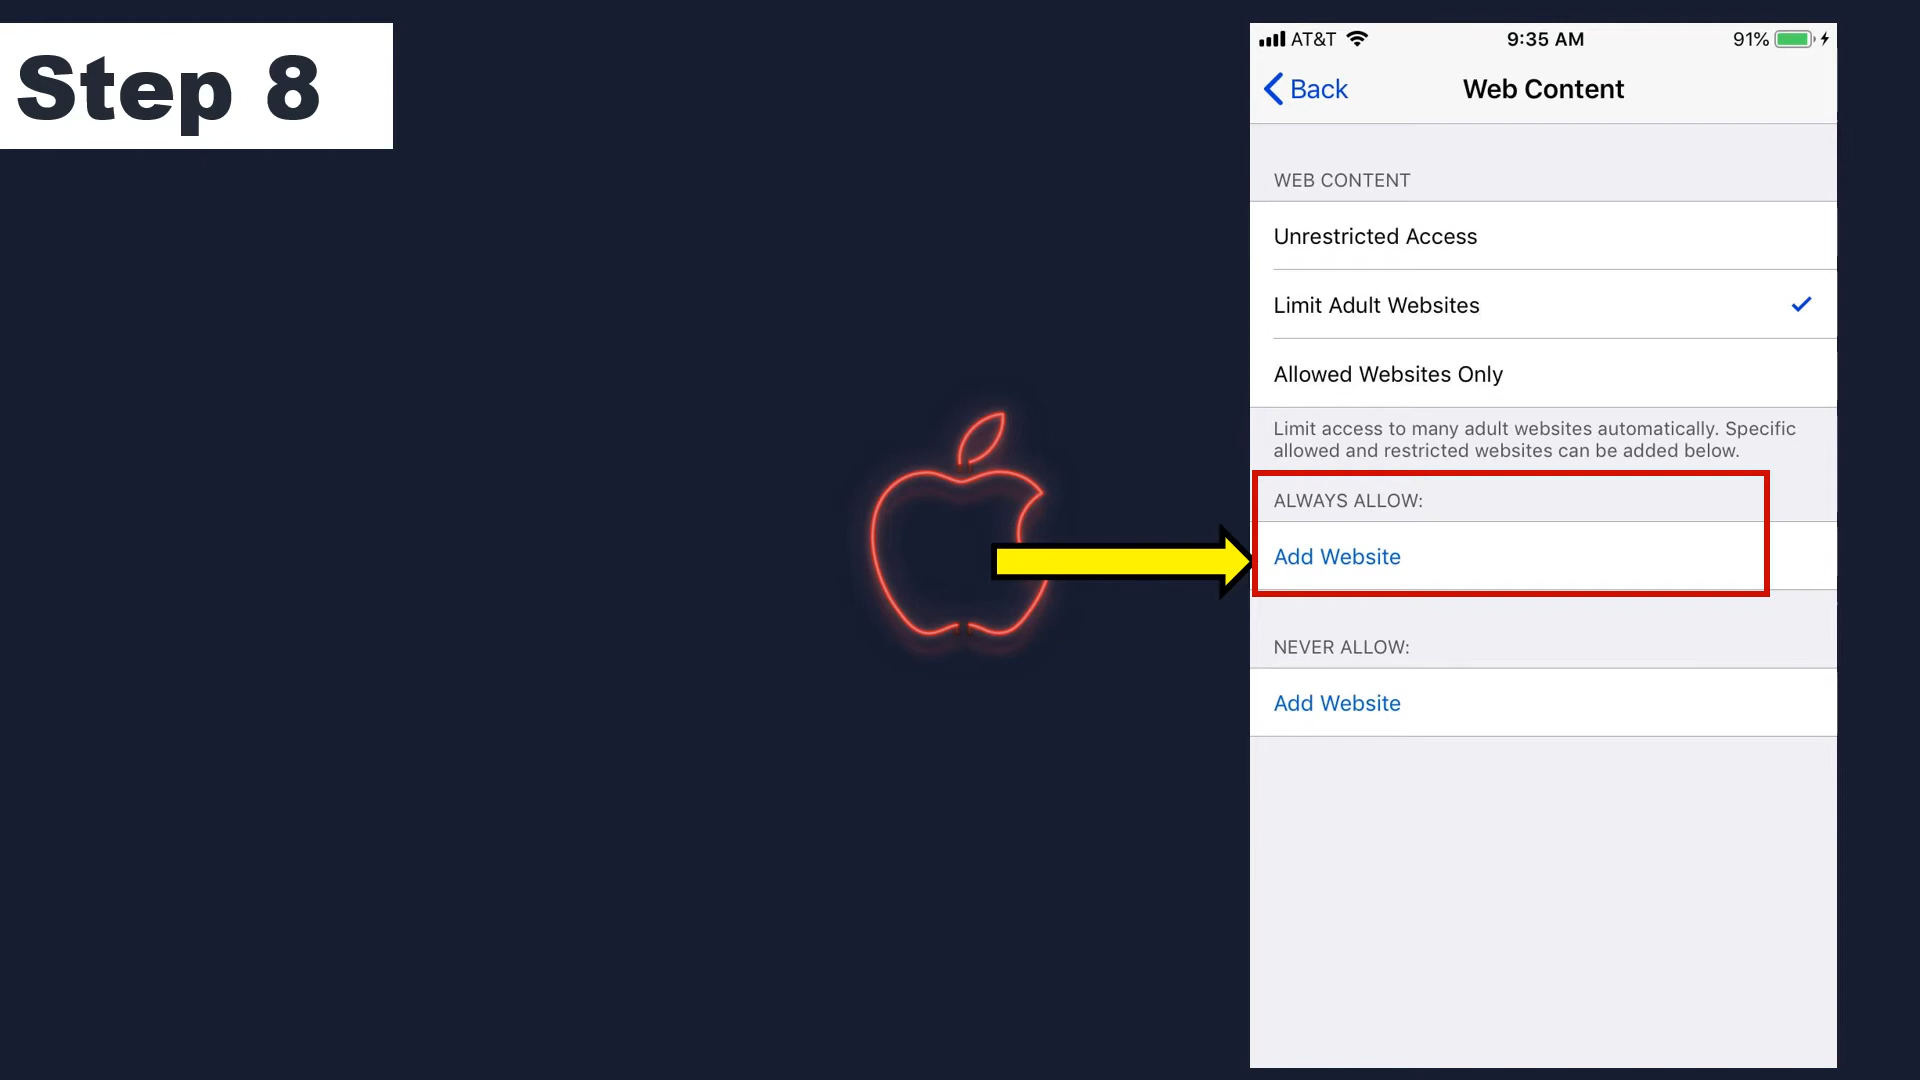 Step 8
AT&T 9:35 AM 91%
Back Web Content
WEB CONTENT
Unrestricted Access
Limit Adult Websites
Allowed Websites Only
Limit access to many adult websites automatically. Specific
allowed and restricted websites can be added below.
ALWAYS ALLOW:
Add Website
NEVER ALLOW:
Add Website